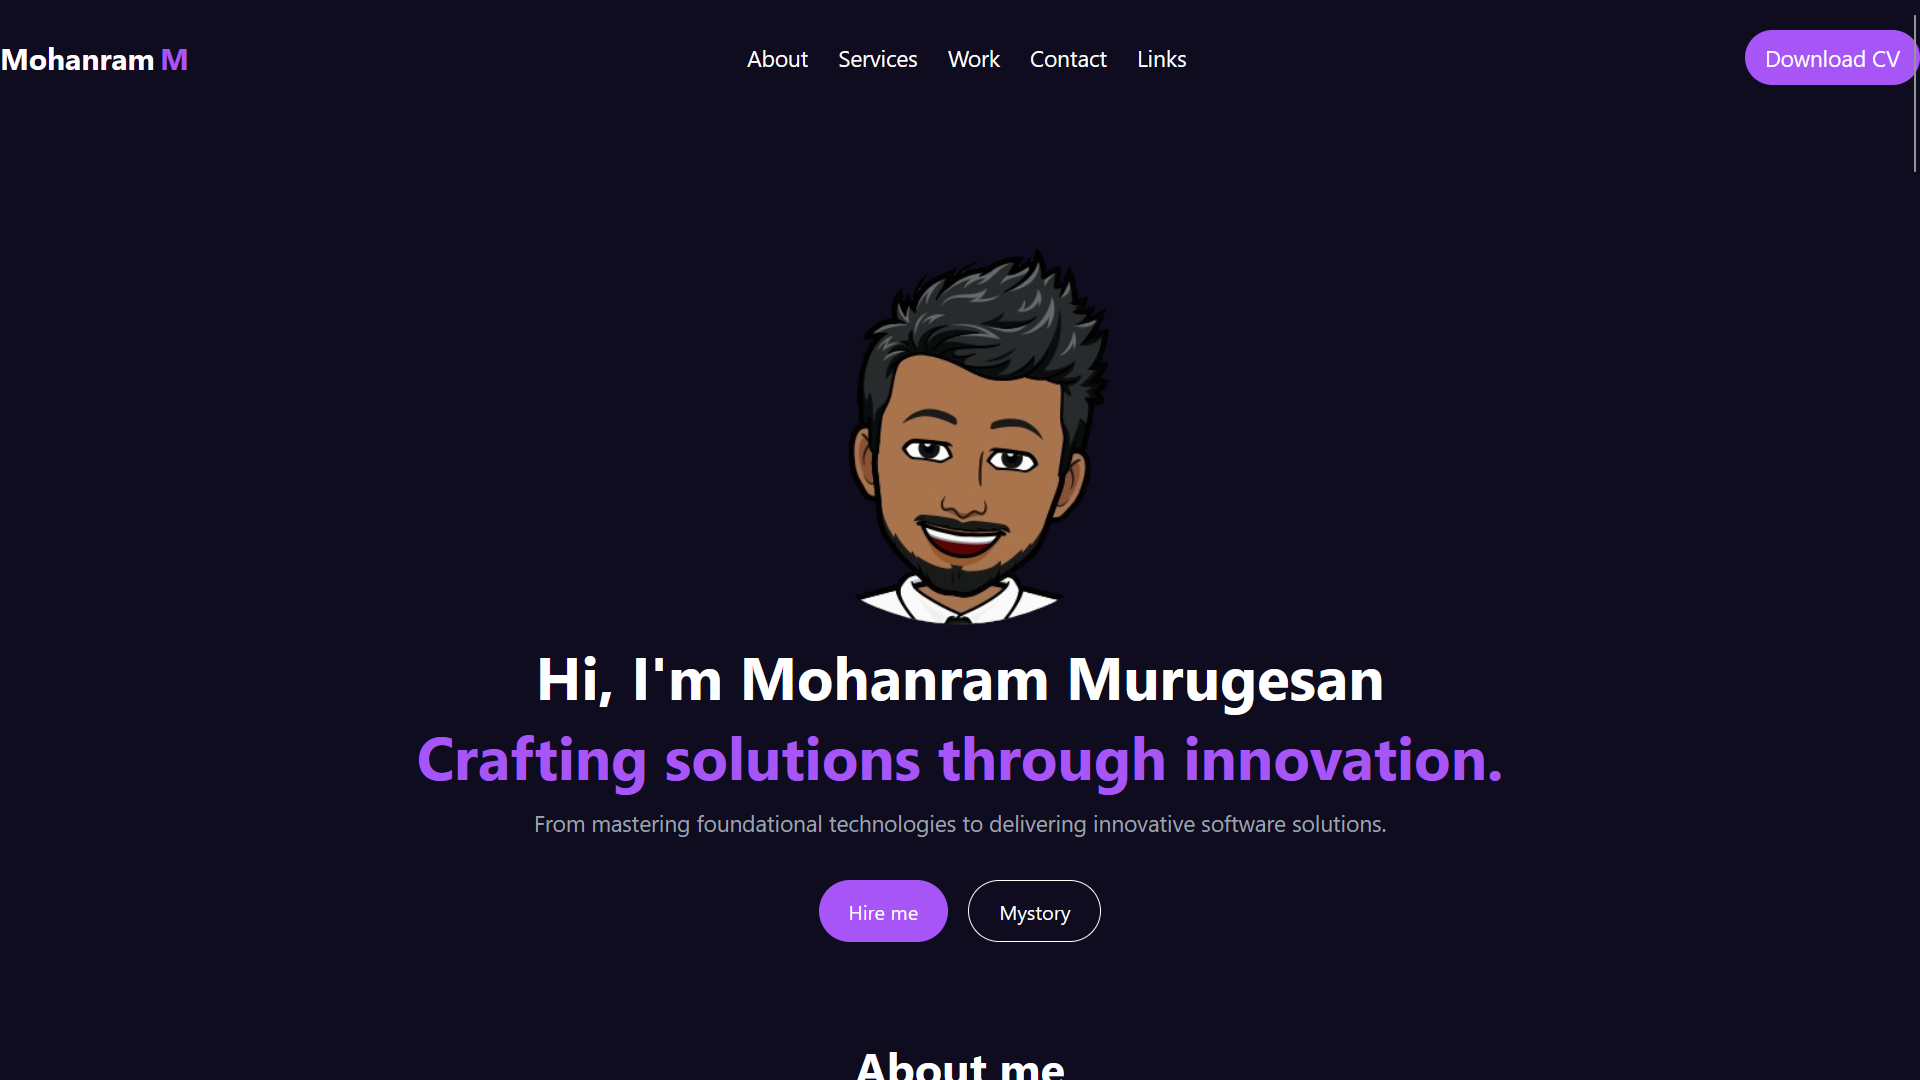 Mohanram M
About Services Work Contact Links
Download CV
Hi, I'm Mohanram Murugesan
Crafting solutions through innovation.
From mastering foundational technologies to delivering innovative software solutions.
Hire me
Mystory
About me